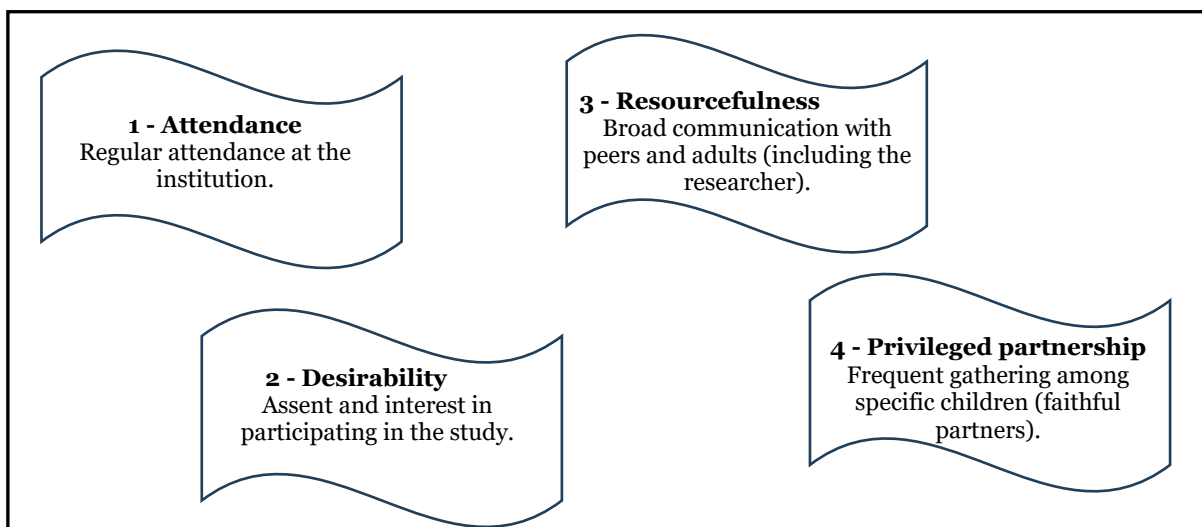 1 - Attendance
Regular attendance at the
institution.
2 - Desirability
Assent and interest in
participating in the study.
3 - Resourcefulness
Broad communication with
peers and adults (including the
researcher).
4 - Privileged partnership
Frequent gathering among
specific children (faithful
partners).